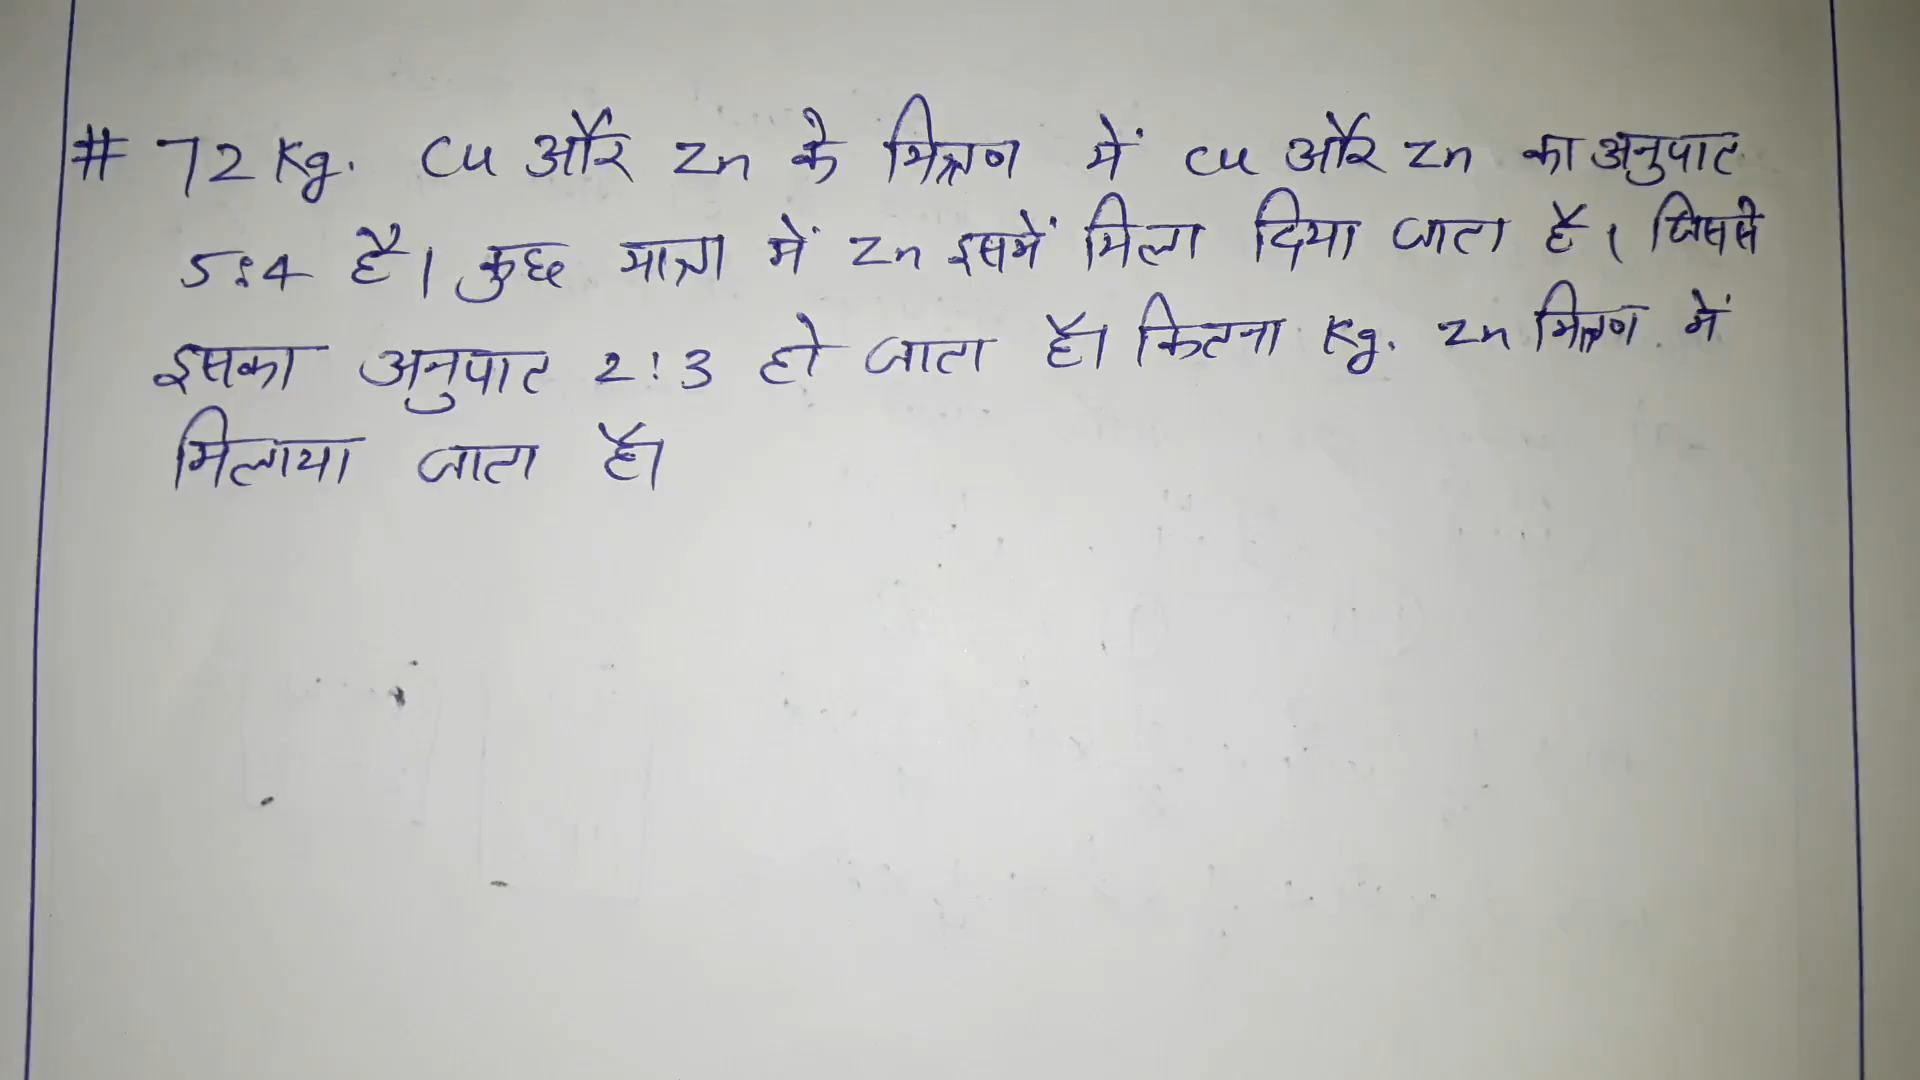 # 72 Kg. Cu और Zn के मिश्रण में Cu और Zn का अनुपात
5:4 है। कुछ मात्रा में Zn इसमें मिला दिया जाता है। जिससे
इसका अनुपात 2:3 हो जाता है। कितना Kg. Zn मिश्रण में
मिलाया जाता है।